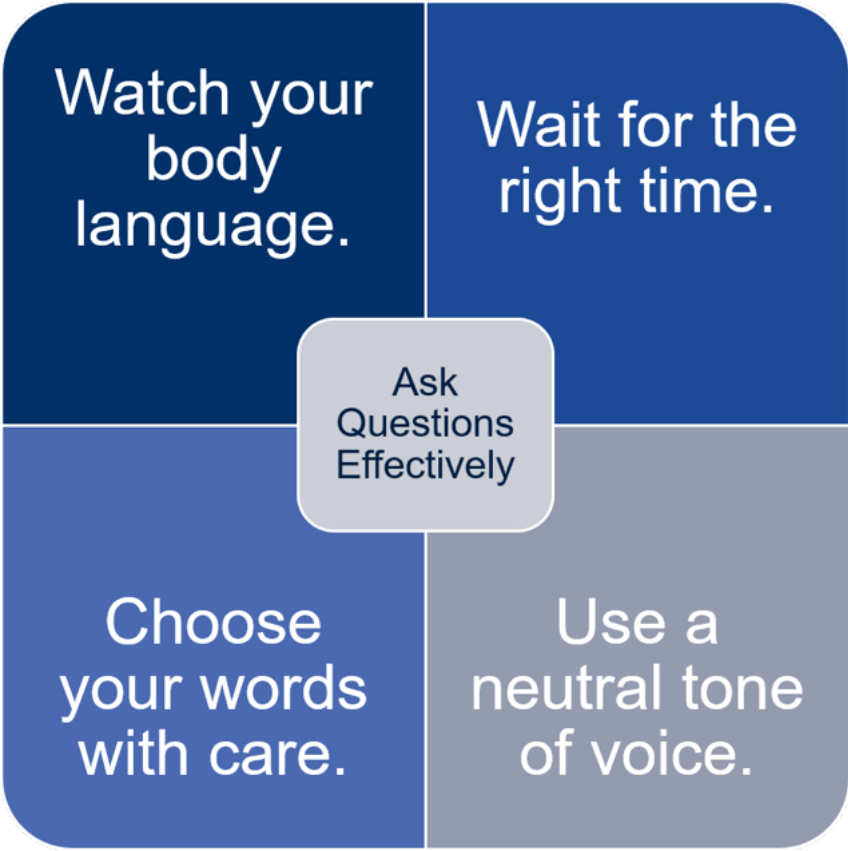 Watch your
body
language.
Wait for the
right time.
Ask
Questions
Effectively
Choose
your words
with care.
Use a
neutral tone
of voice.